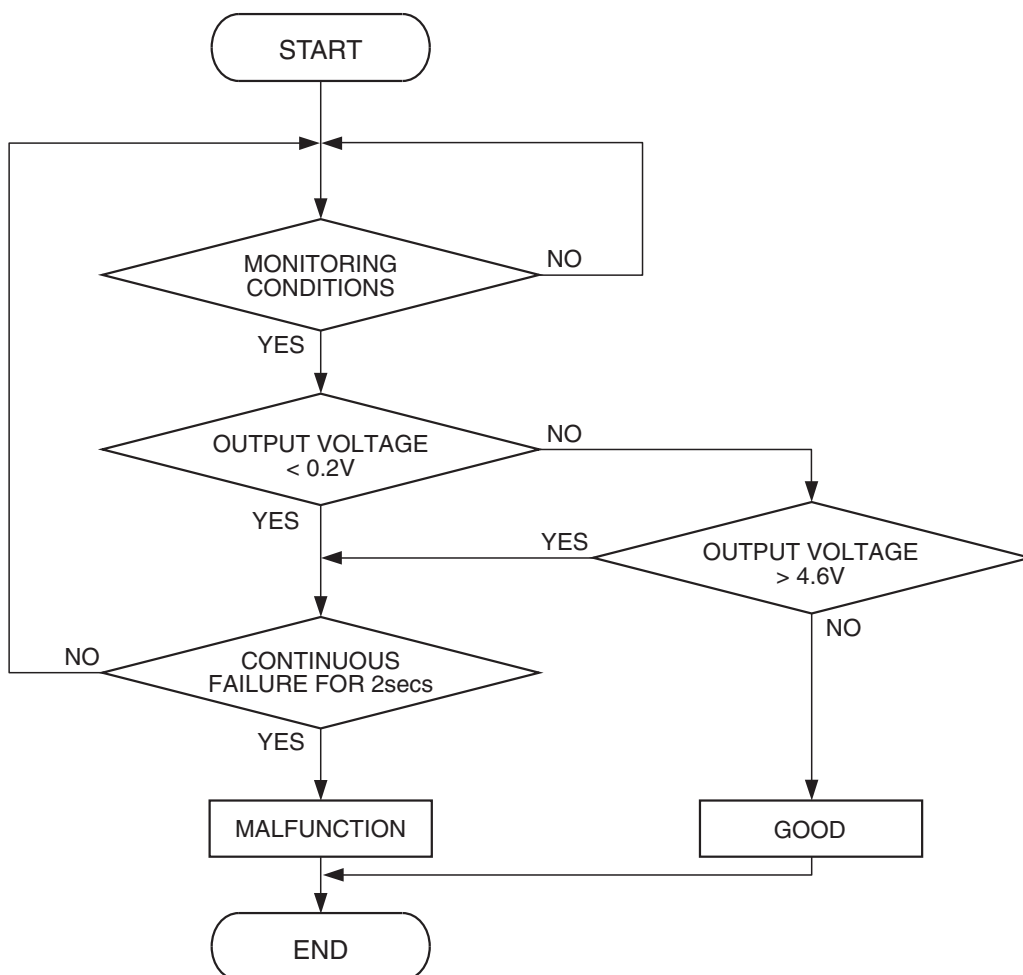 START
MONITORING
CONDITIONS
NO
YES
OUTPUT VOLTAGE
< 0.2V
NO
YES
YES
OUTPUT VOLTAGE
> 4.6V
NO
NO
CONTINUOUS
FAILURE FOR 2secs
YES
MALFUNCTION
GOOD
END